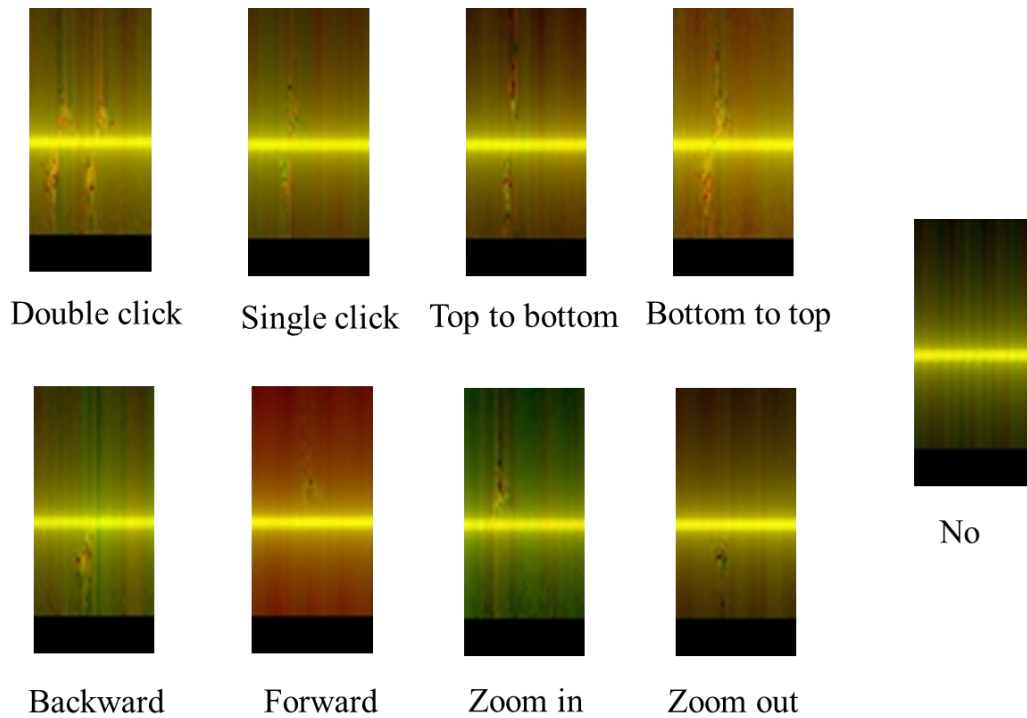 Double click
Single click
Top to bottom
Bottom to top
No
Backward
Forward
Zoom in
Zoom out